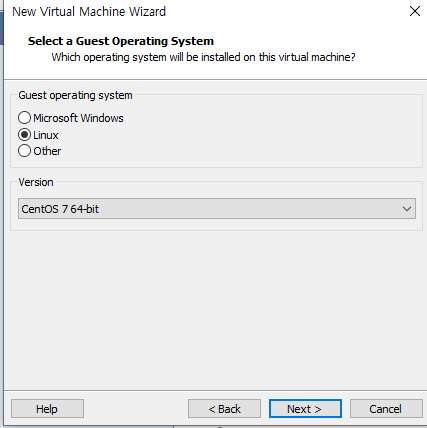 New Virtual Machine Wizard
Select a Guest Operating System
Which operating system will be installed on this virtual machine?
Guest operating system
Microsoft Windows
Linux
Other
Version
CentOS 7 64-bit
Help
< Back
Next >
Cancel